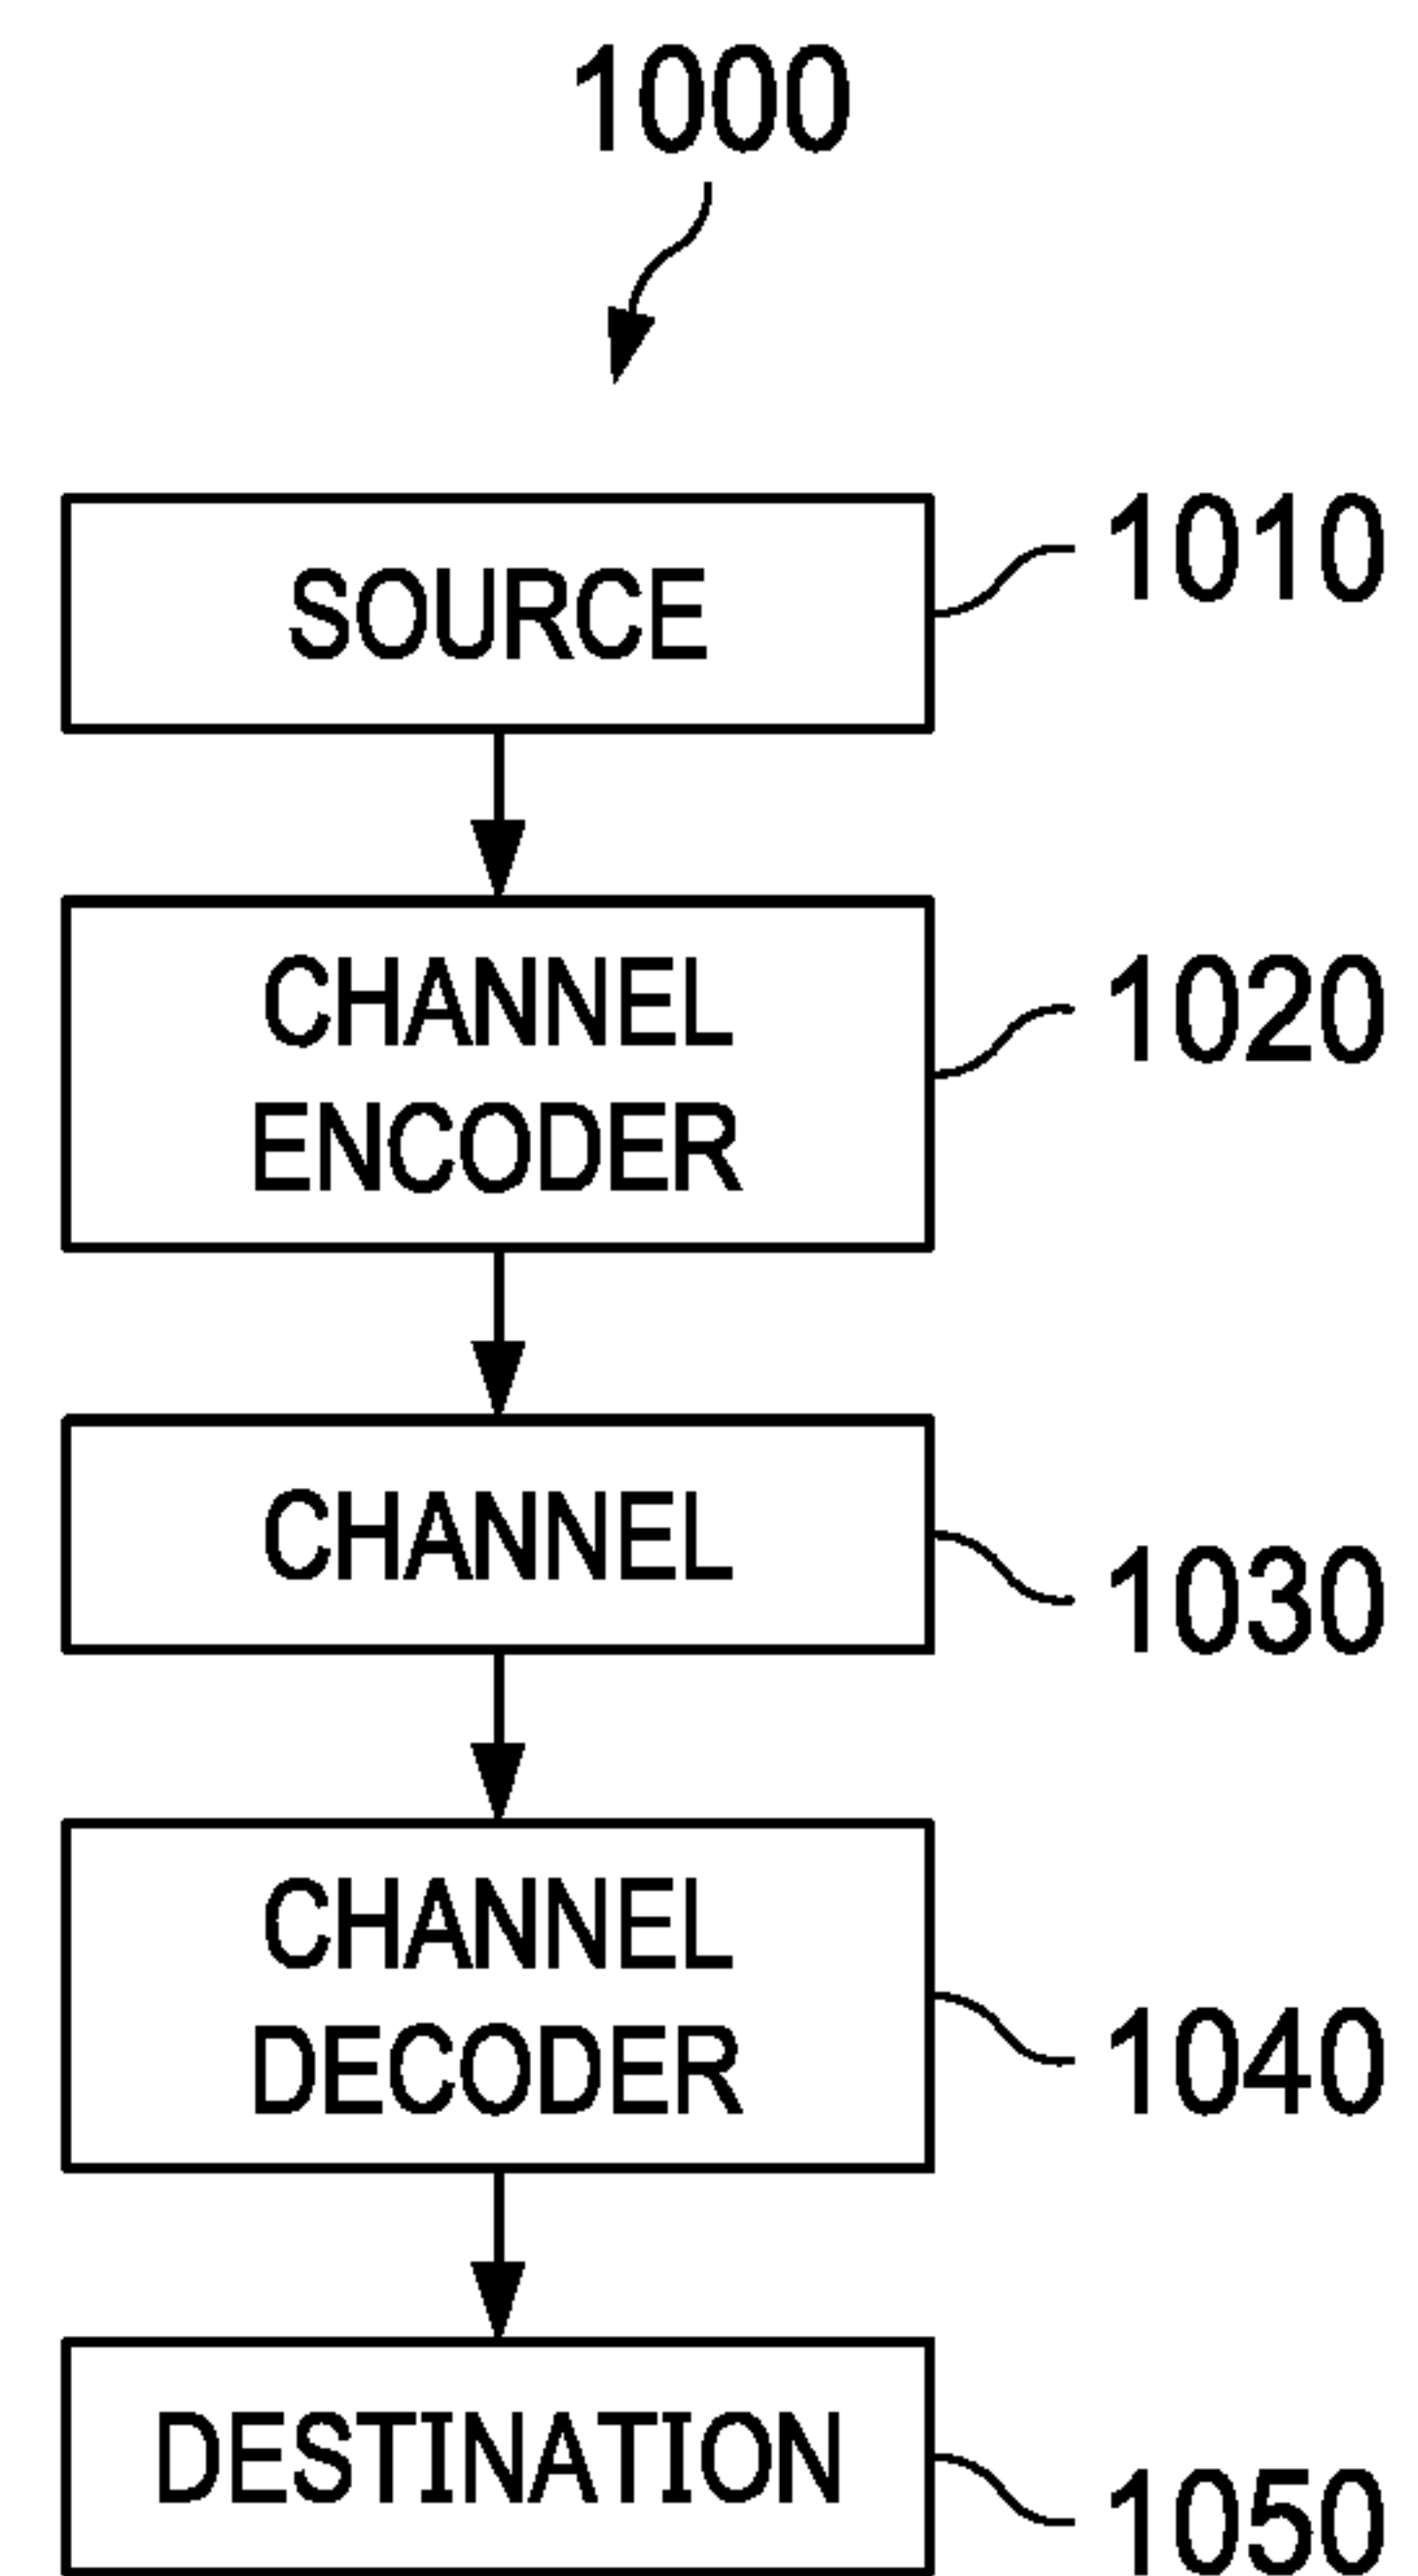 1000
SOURCE
1010
CHANNEL
ENCODER
1020
CHANNEL
1030
CHANNEL
DECODER
1040
DESTINATION
1050